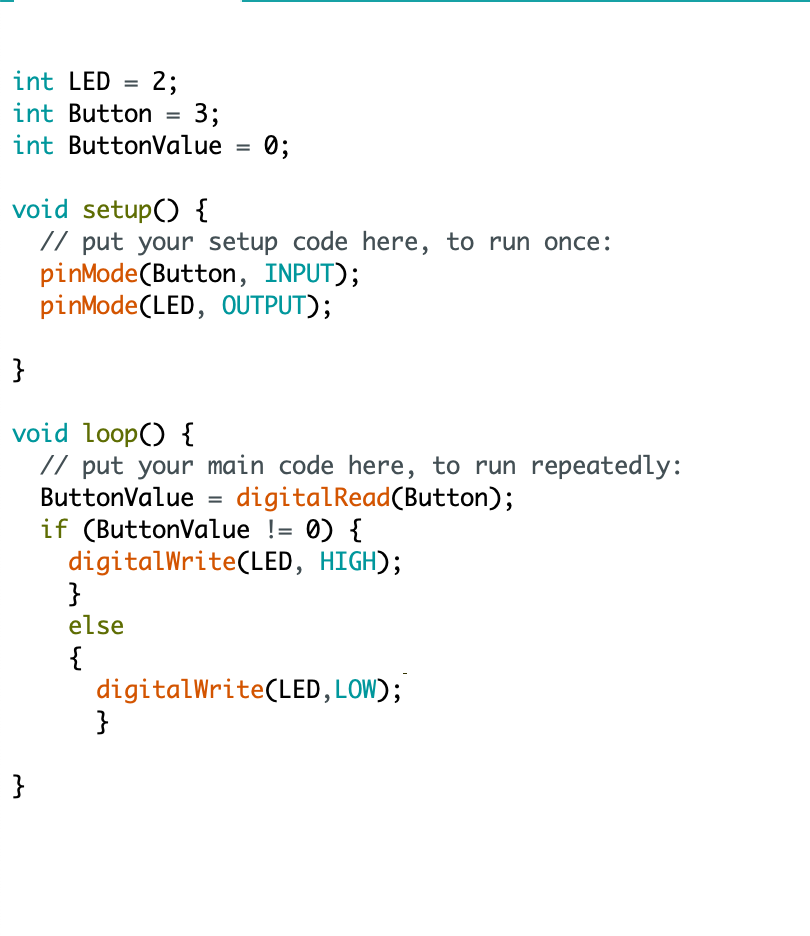 int LED = 2;
int Button = 3;
int ButtonValue = 0;
void setup() {
// put your setup code here, to run once:
pinMode(Button, INPUT);
pinMode(LED, OUTPUT);
}
void loop() {
// put your main code here, to run repeatedly:
ButtonValue = digitalRead(Button);
if (ButtonValue != 0) {
digitalWrite(LED, HIGH);
}
else
{
digitalWrite(LED,LOW);
}
}